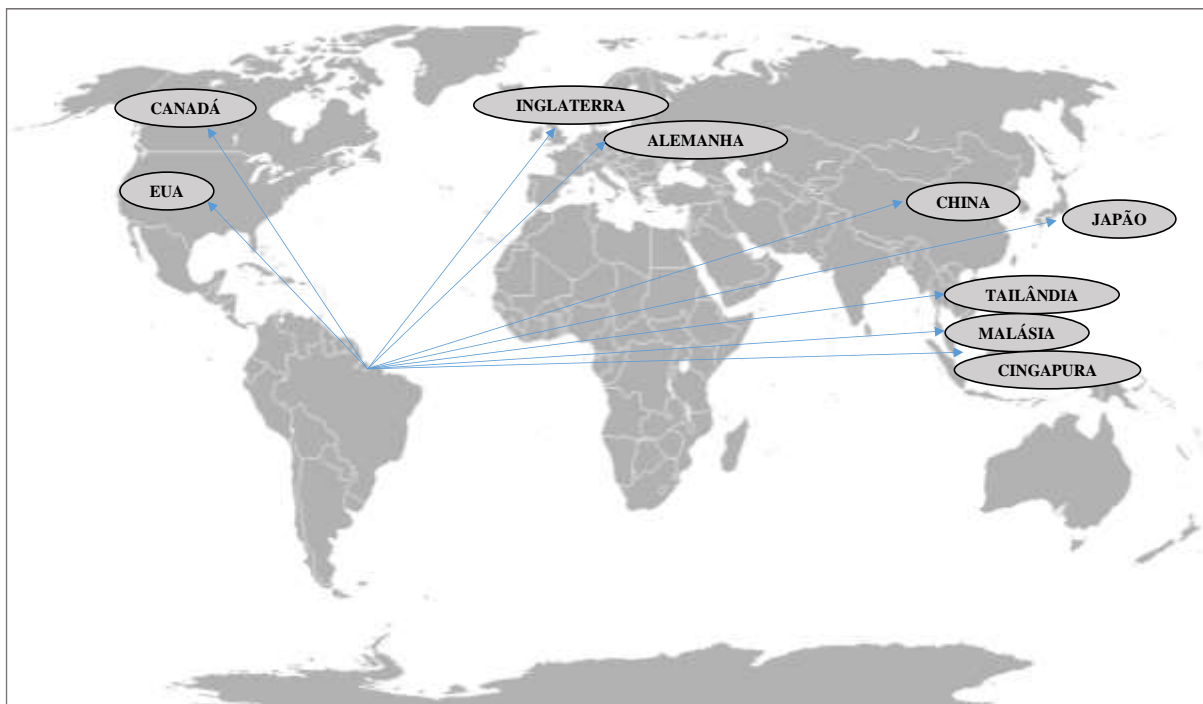 CANADÁ
INGLATERRA
ALEMANHA
EUA
CHINA
JAPÃO
TAILÂNDIA
MALÁSIA
CINGAPURA